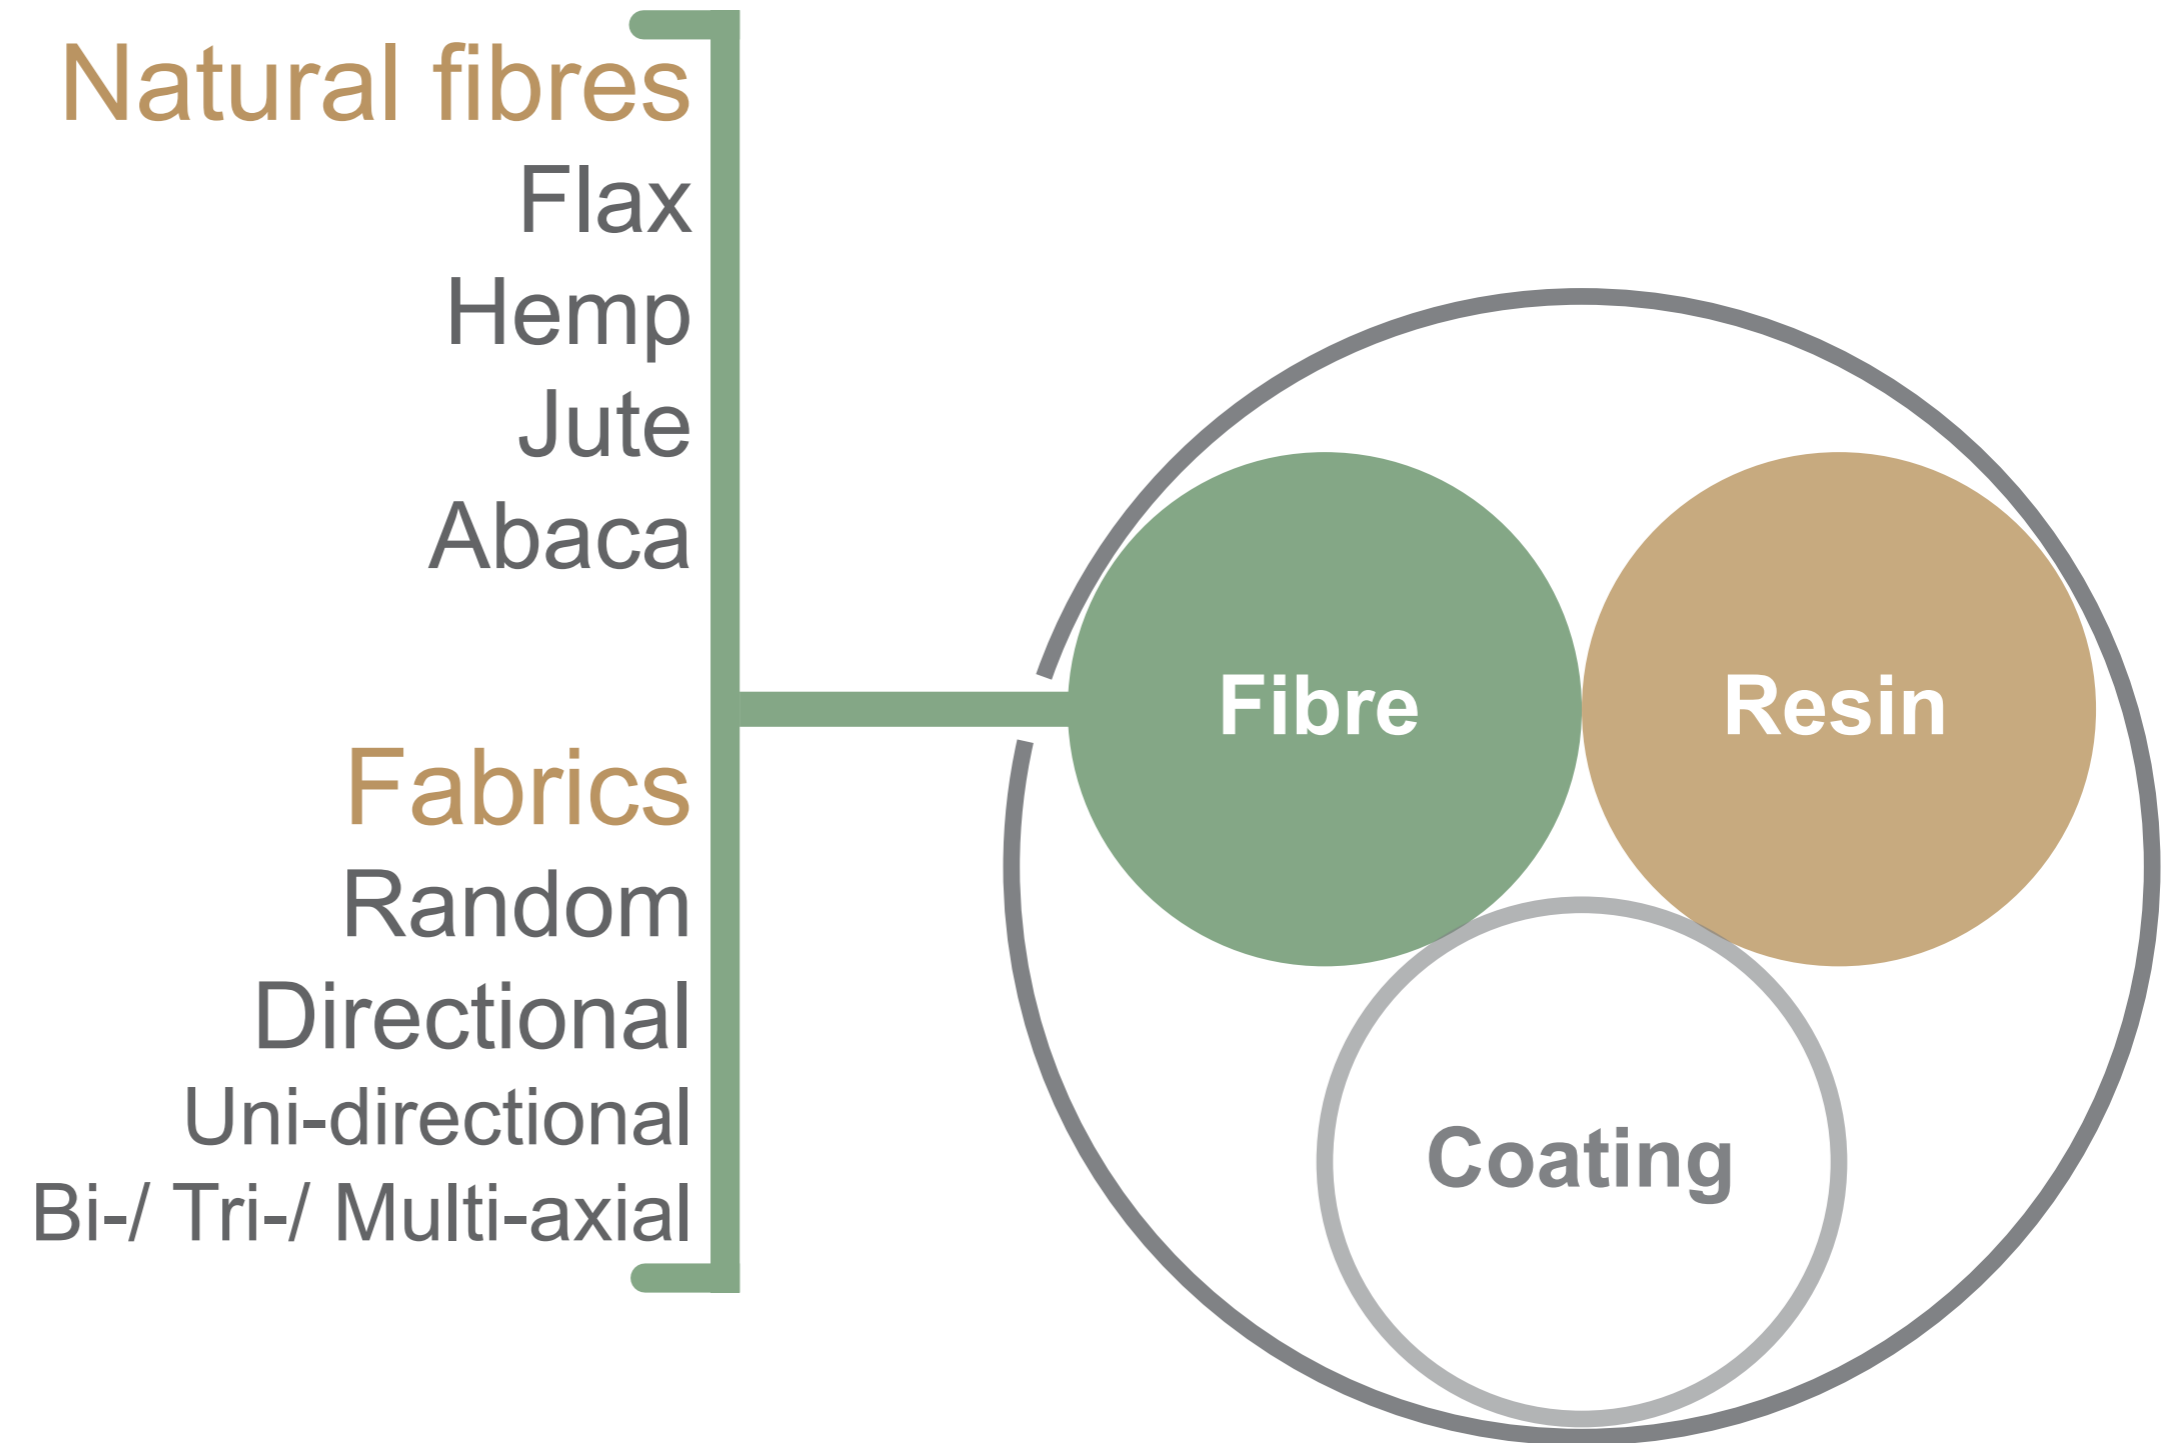 Natural fibres
Flax
Hemp
Jute
Abaca
Fabrics
Random
Directional
Uni-directional
Bi-/ Tri-/ Multi-axial
Fibre
Resin
Coating